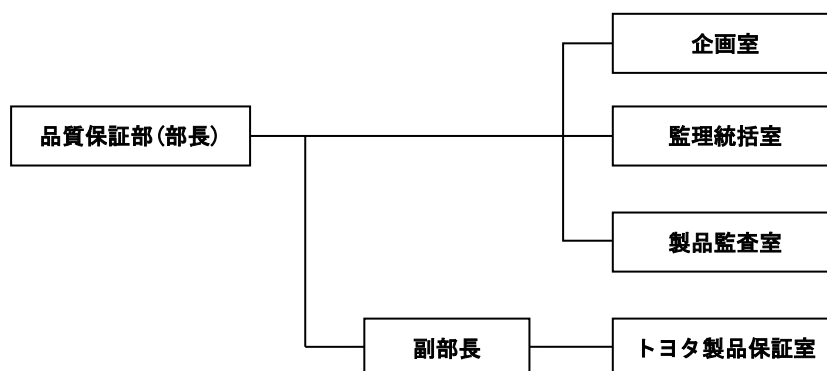 企画室
品質保証部(部長)
監理統括室
製品監査室
副部長
トヨタ製品保証室